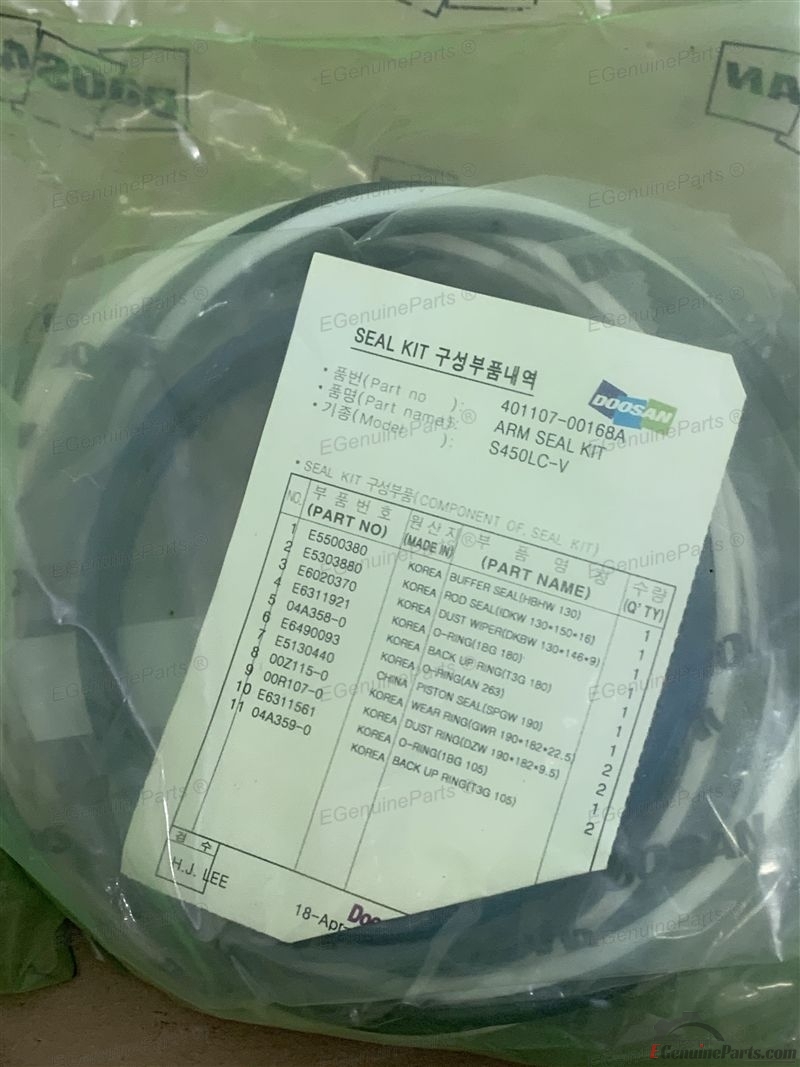 DOOSAN
SEAL KIT 구성부품내역
DOOSAN
• 품번(Part no ): 401107-00168A
• 품명(Part name): ARM SEAL KIT
• 기종(Model ): S450LC-V
• SEAL KIT 구성부품(COMPONENT OF SEAL KIT)
NO. 부 품 번 호 (PART NO) 원 산 지 (MADE IN) 부 품 명 칭 (PART NAME) 수 량 (Q'TY)
1 E5500380 KOREA BUFFER SEAL(HBHW 130) 1
2 E5303880 KOREA ROD SEAL(IDKW 130*150*16) 1
3 E6020370 KOREA DUST WIPER(DKBW 130*146*9) 1
4 E6311921 KOREA O-RING(1BG 180) 1
5 04A358-0 KOREA BACK UP RING(T3G 180) 1
6 E6490093 KOREA O-RING(AN 263) 1
7 E5130440 CHINA PISTON SEAL(SPGW 190) 1
8 00Z115-0 KOREA WEAR RING(GWR 190*182*22.5) 2
9 00R107-0 KOREA DUST RING(DZW 190*182*9.5) 2
10 E6311561 KOREA O-RING(1BG 105) 1
11 04A359-0 KOREA BACK UP RING(T3G 105) 2
검 수
H.J. LEE
18-Apr
DOOSAN
EGenuineParts ®
EGenuineParts.com